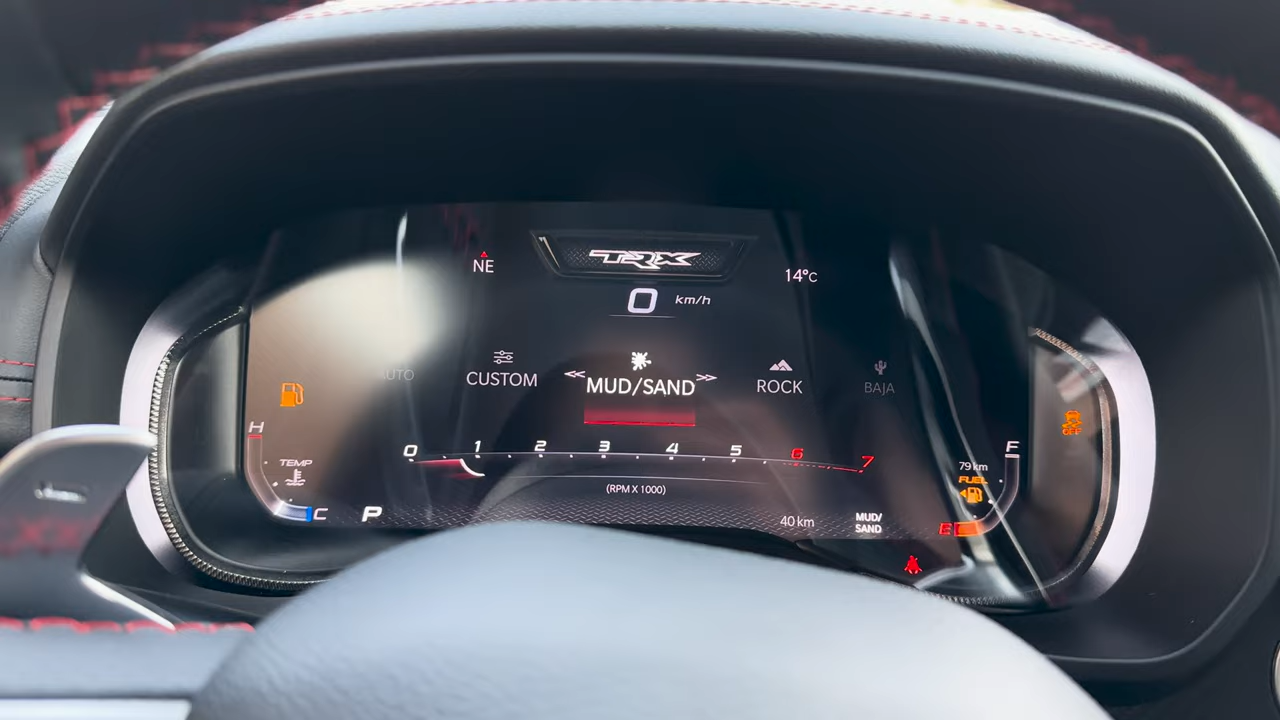 TRX
NE
14°C
0 km/h
AUTO
CUSTOM
<< MUD/SAND >>
ROCK
BAJA
H
0 1 2 3 4 5 6 7
F
TEMP
79 km
FUEL
(RPM X 1000)
C
P
40 km
MUD/
SAND
E
OFF